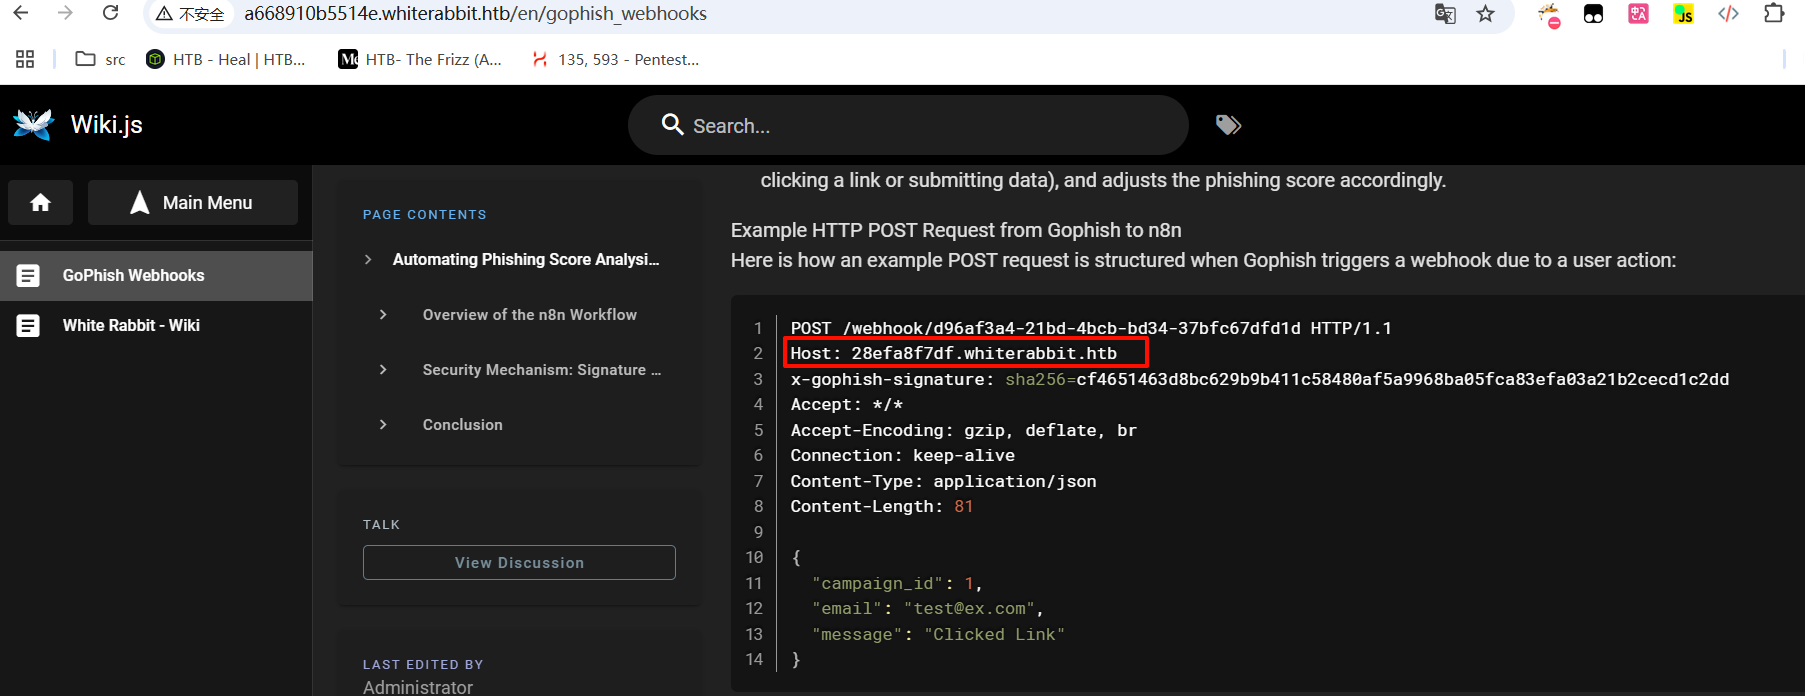 不安全 a668910b5514e.whiterabbit.htb/en/gophish_webhooks
src HTB - Heal | HTB... HTB- The Frizz (A... 135, 593 - Pentest...
Wiki.js
Search...
Main Menu
GoPhish Webhooks
White Rabbit - Wiki
PAGE CONTENTS
Automating Phishing Score Analysi...
Overview of the n8n Workflow
Security Mechanism: Signature ...
Conclusion
TALK
View Discussion
LAST EDITED BY
Administrator
clicking a link or submitting data), and adjusts the phishing score accordingly.
Example HTTP POST Request from Gophish to n8n
Here is how an example POST request is structured when Gophish triggers a webhook due to a user action:
1 POST /webhook/d96af3a4-21bd-4bcb-bd34-37bfc67dfd1d HTTP/1.1
2 Host: 28efa8f7df.whiterabbit.htb
3 x-gophish-signature: sha256=cf4651463d8bc629b9b411c58480af5a9968ba05fca83efa03a21b2cecd1c2dd
4 Accept: */*
5 Accept-Encoding: gzip, deflate, br
6 Connection: keep-alive
7 Content-Type: application/json
8 Content-Length: 81
9
10 {
11 "campaign_id": 1,
12 "email": "test@ex.com",
13 "message": "Clicked Link"
14 }